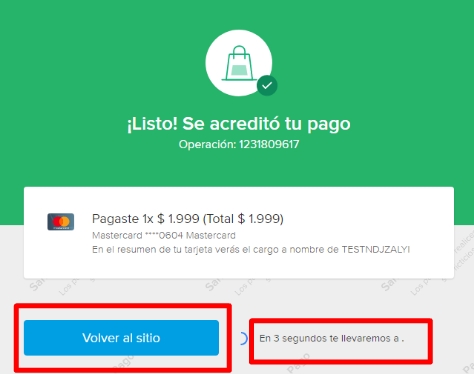 ¡Listo! Se acreditó tu pago
Operación: 1231809617
Pagaste 1x $ 1.999 (Total $ 1.999)
Mastercard ****0604 Mastercard
En el resumen de tu tarjeta verás el cargo a nombre de TESTNDJZALYI
Volver al sitio
En 3 segundos te llevaremos a .